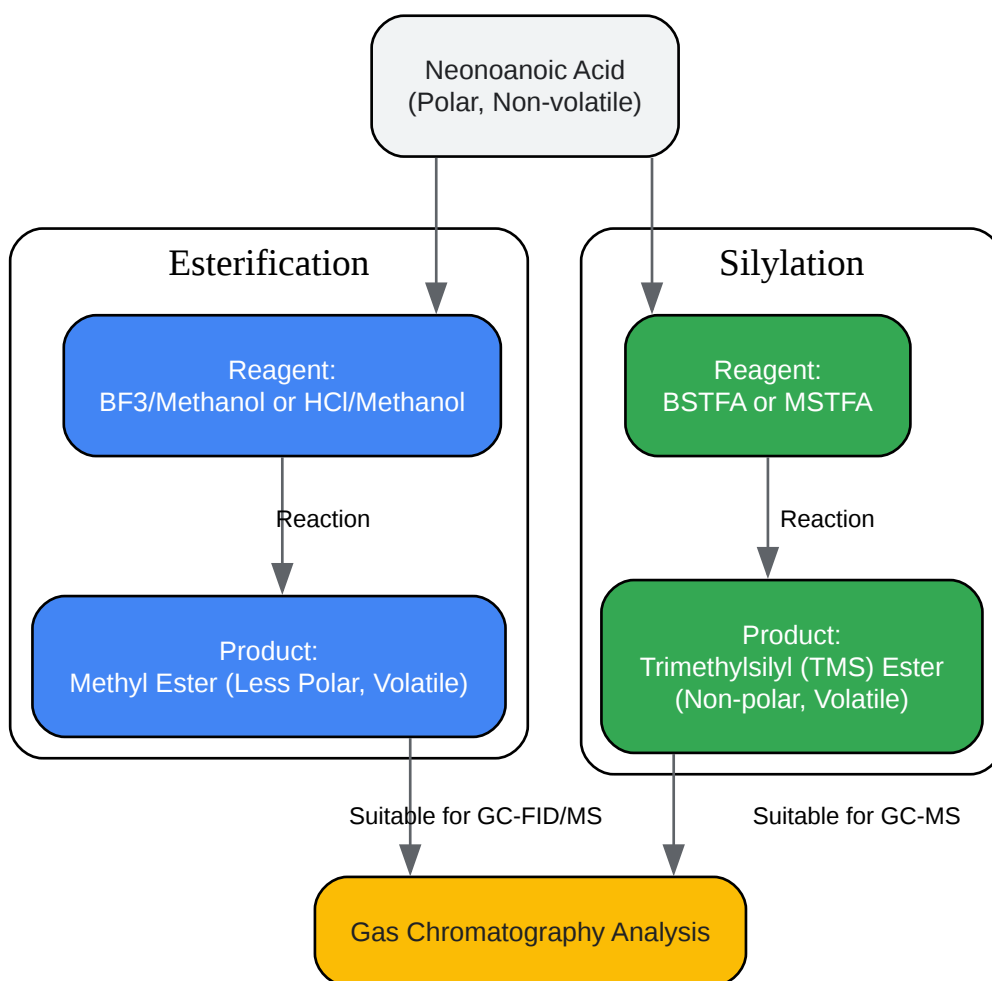 Neonoanoic Acid
(Polar, Non-volatile)
Esterification
Reagent:
BF3/Methanol or HCl/Methanol
Reaction
Product:
Methyl Ester (Less Polar, Volatile)
Suitable for GC-FID/MS
Silylation
Reagent:
BSTFA or MSTFA
Reaction
Product:
Trimethylsilyl (TMS) Ester
(Non-polar, Volatile)
Suitable for GC-MS
Gas Chromatography Analysis